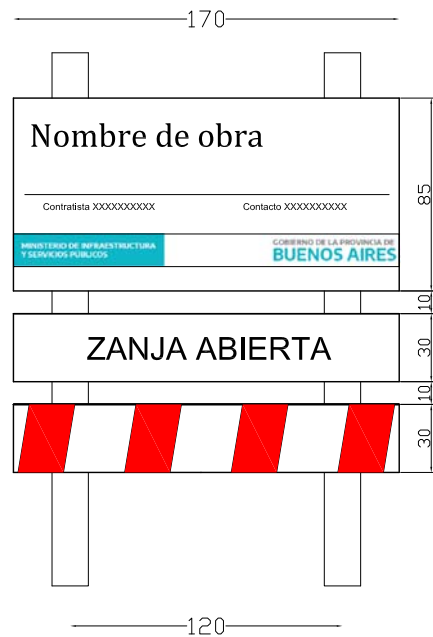 170
Nombre de obra
Contratista XXXXXXXXXX Contacto XXXXXXXXXX
85
MINISTERIO DE INFRAESTRUCTURA
Y SERVICIOS PÚBLICOS
GOBIERNO DE LA PROVINCIA DE
BUENOS AIRES
10
ZANJA ABIERTA
30
10
30
120